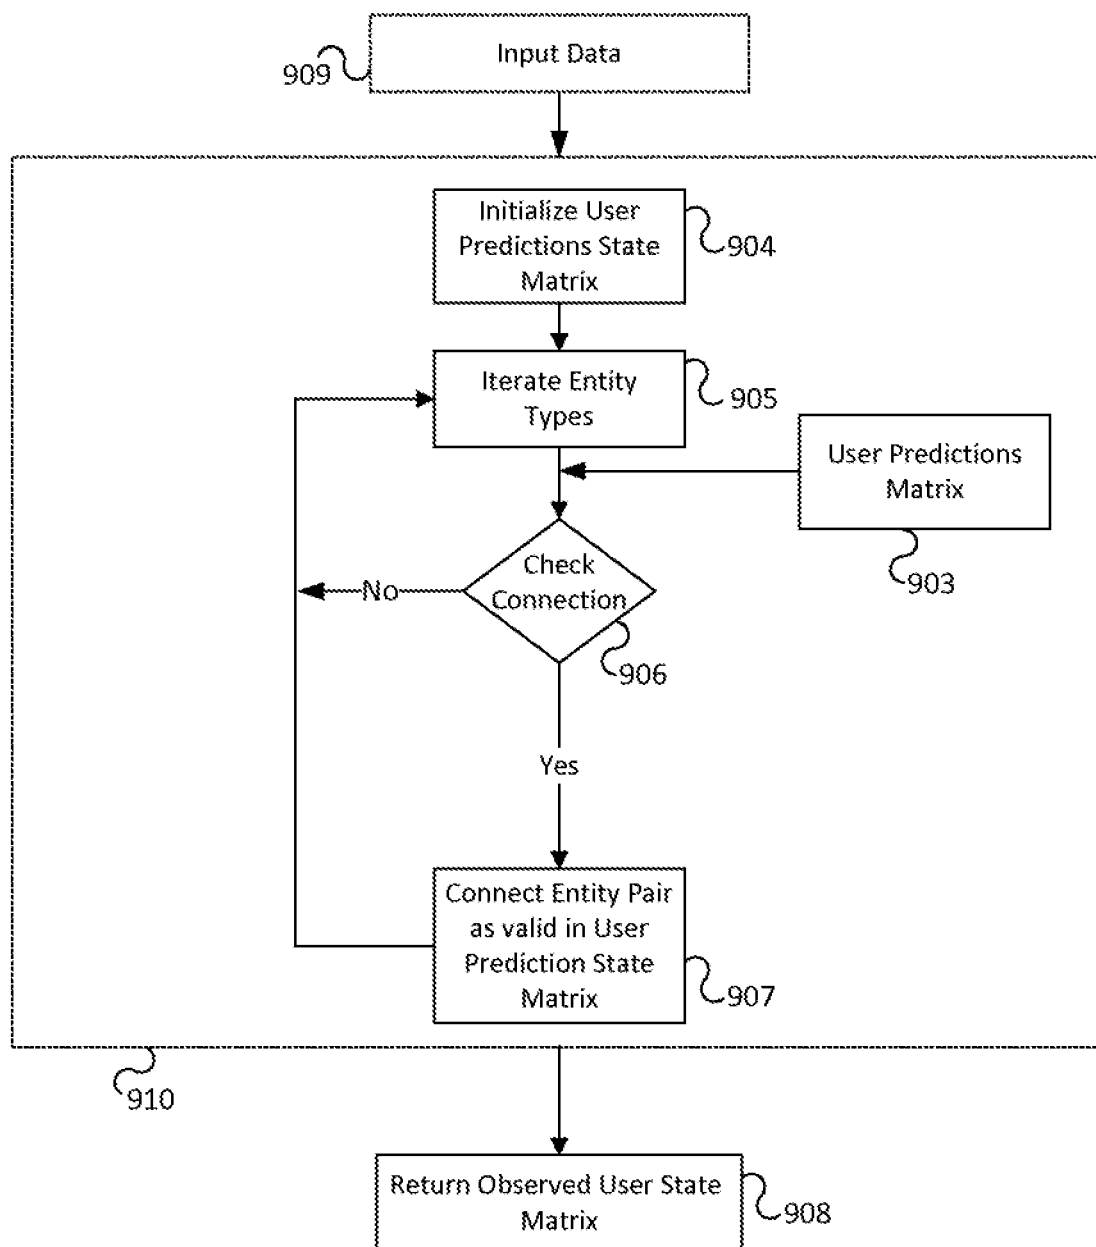 Input Data
909
Initialize User
Predictions State
Matrix
904
Iterate Entity
Types
905
User Predictions
Matrix
903
Check
Connection
No
906
Yes
Connect Entity Pair
as valid in User
Prediction State
Matrix
907
910
Return Observed User State
Matrix
908